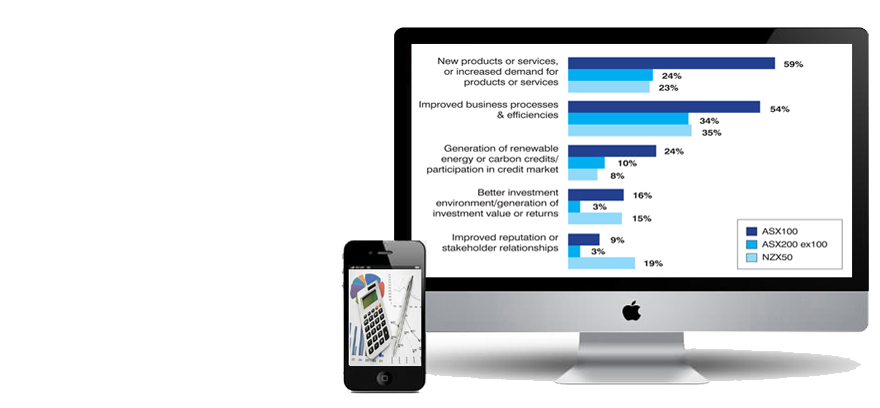 New products or services,
or increased demand for
products or services
59%
24%
23%
Improved business processes
& efficiencies
54%
34%
35%
Generation of renewable
energy or carbon credits/
participation in credit market
24%
10%
8%
Better investment
environment/generation of
investment value or returns
16%
3%
15%
Improved reputation or
stakeholder relationships
9%
3%
19%
ASX100
ASX200 ex100
NZX50